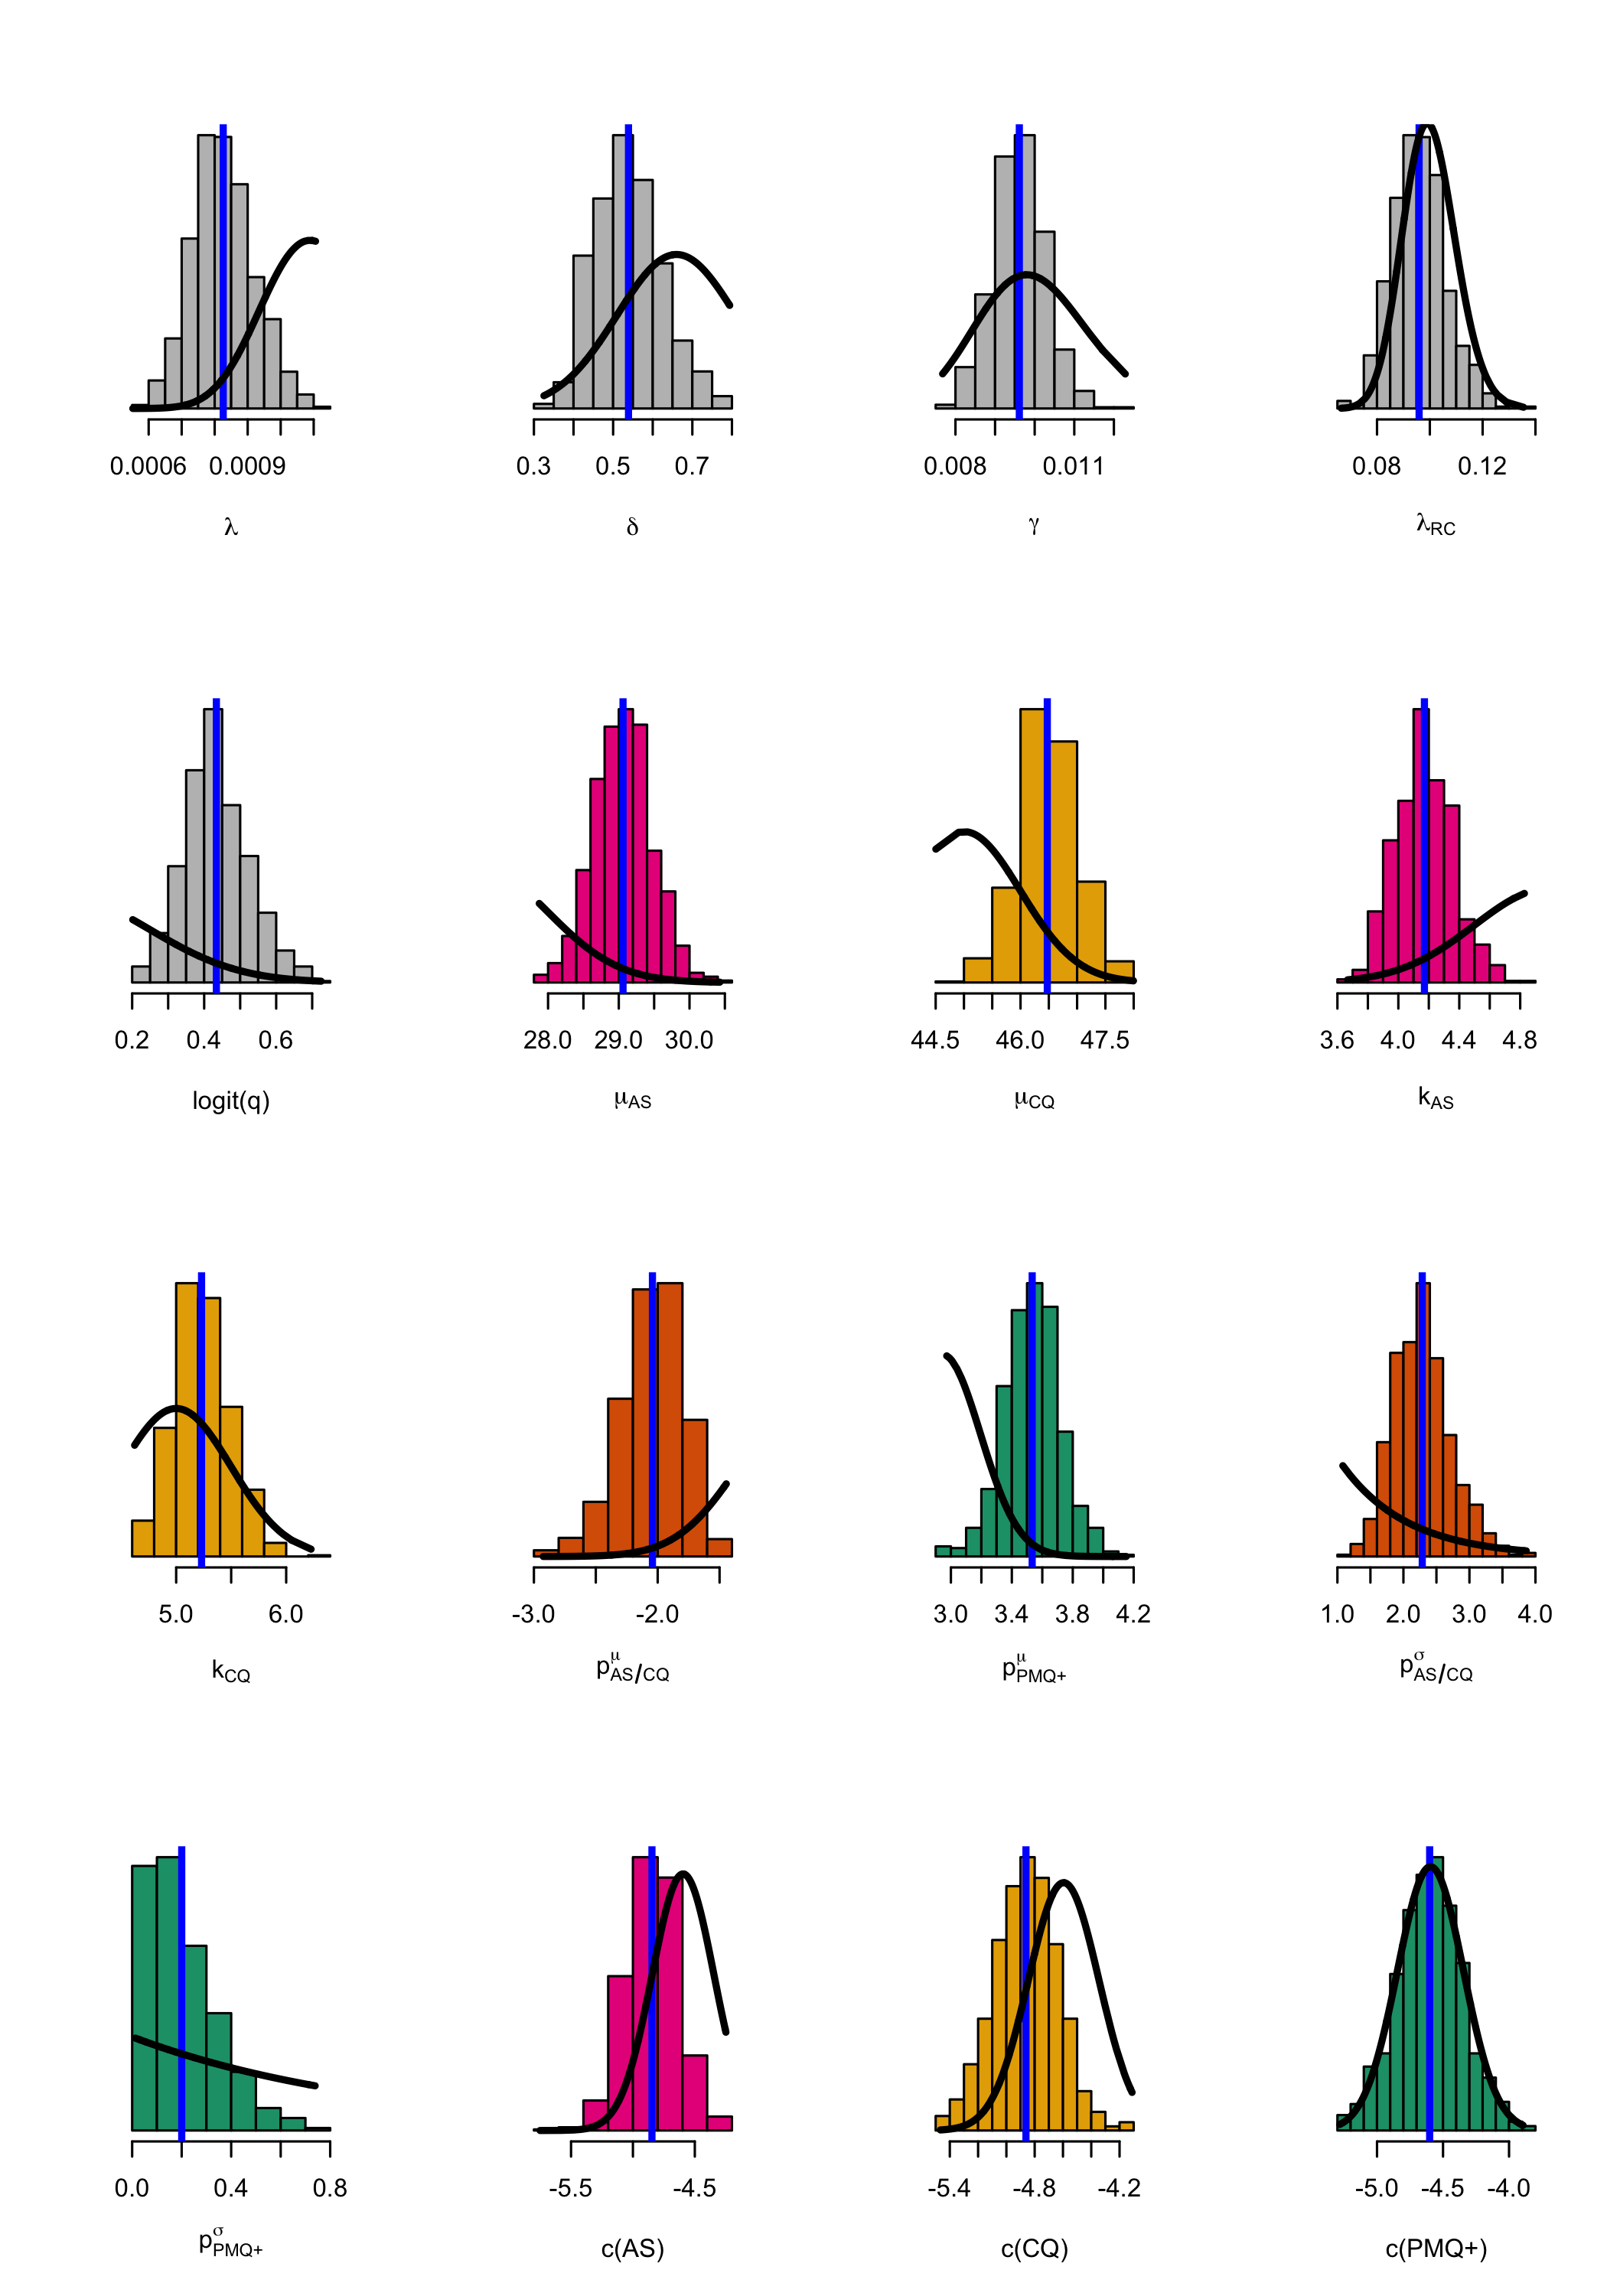 0.0006 0.0009 0.3 0.5 0.7 0.008 0.011 0.08 0.12
λ δ γ λRC
0.2 0.4 0.6 28.0 29.0 30.0 44.5 46.0 47.5 3.6 4.0 4.4 4.8
logit(q) μAS μCQ kAS
5.0 6.0 -3.0 -2.0 3.0 3.4 3.8 4.2 1.0 2.0 3.0 4.0
kCQ pμAS/CQ pμPMQ+ pσAS/CQ
0.0 0.4 0.8 -5.5 -4.5 -5.4 -4.8 -4.2 -5.0 -4.5 -4.0
pσPMQ+ c(AS) c(CQ) c(PMQ+)